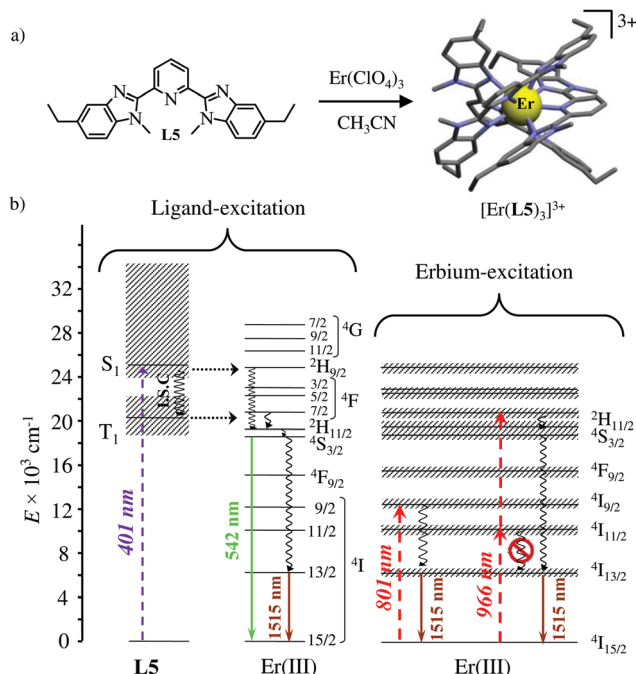 a)
N
N
N
N
N
L5
Er(ClO₄)₃
CH₃CN
Er
]³⁺
[Er(L5)₃]³⁺
b)
Ligand-excitation
Erbium-excitation
E × 10³ cm⁻¹
32
28
24
20
16
12
8
4
0
S₁
T₁
I.S.C.
401 nm
L5
7/2
9/2
11/2
⁴G
²H₉/₂
3/2
5/2
7/2
⁴F
²H₁₁/₂
⁴S₃/₂
⁴F₉/₂
9/2
11/2
13/2
15/2
⁴I
542 nm
1515 nm
Er(III)
801 nm
1515 nm
966 nm
1515 nm
²H₁₁/₂
⁴S₃/₂
⁴F₉/₂
⁴I₉/₂
⁴I₁₁/₂
⁴I₁₃/₂
⁴I₁₅/₂
Er(III)